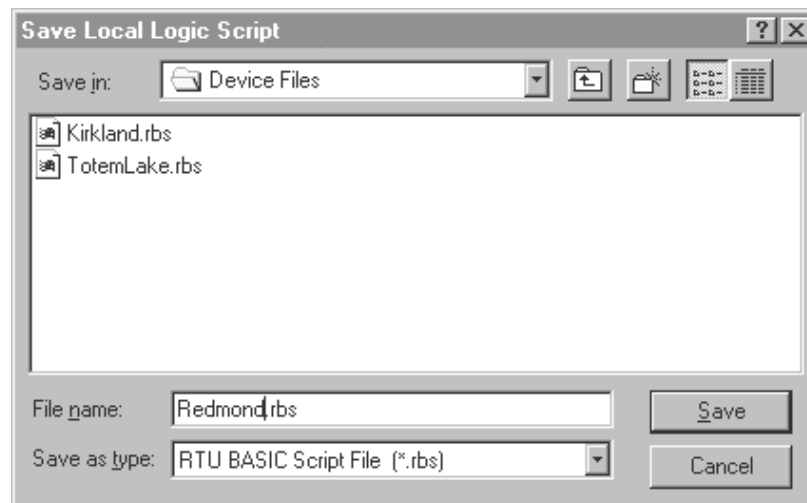 Save Local Logic Script
Save in: Device Files
Kirkland.rbs
TotemLake.rbs
File name: Redmond.rbs Save
Save as type: RTU BASIC Script File (*.rbs) Cancel